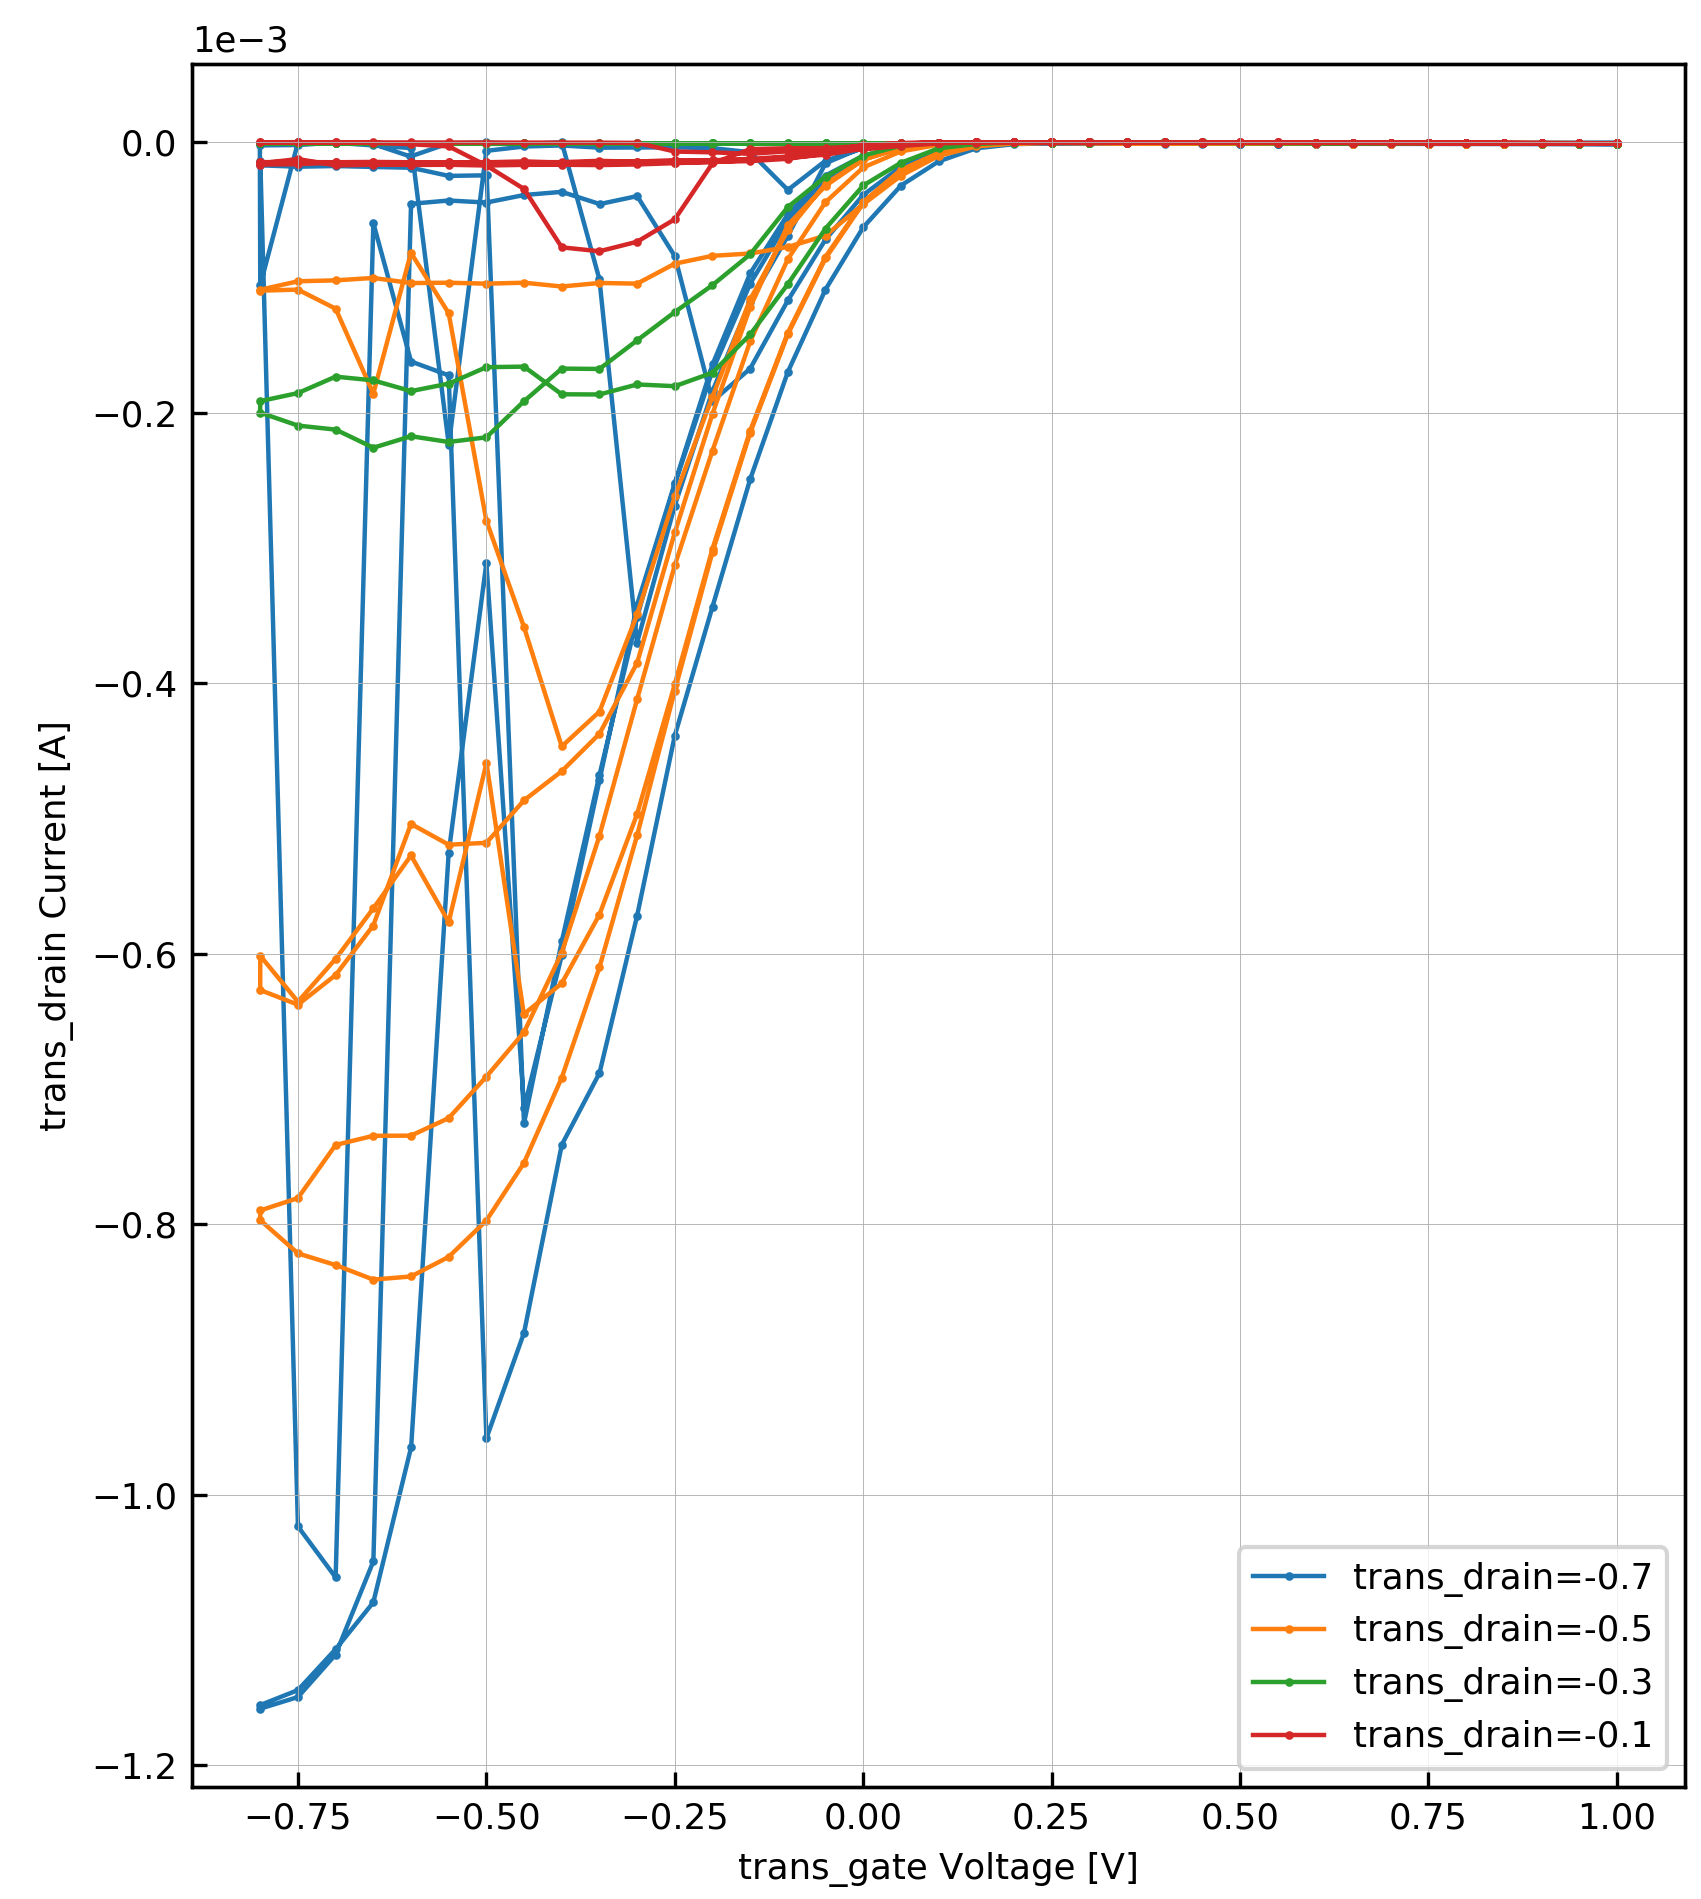 1e−3
0.0
−0.2
−0.4
−0.6
−0.8
−1.0
−1.2
trans_drain Current [A]
−0.75 −0.50 −0.25 0.00 0.25 0.50 0.75 1.00
trans_gate Voltage [V]
trans_drain=-0.7
trans_drain=-0.5
trans_drain=-0.3
trans_drain=-0.1